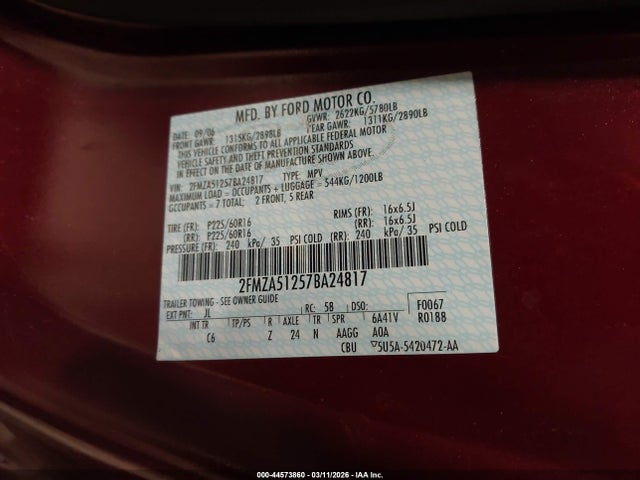 MFD. BY FORD MOTOR CO.
DATE: 09/06 GVWR: 2622KG/5780LB
FRONT GAWR: 1315KG/2898LB REAR GAWR: 1311KG/2890LB
THIS VEHICLE CONFORMS TO ALL APPLICABLE FEDERAL MOTOR
VEHICLE SAFETY AND THEFT PREVENTION STANDARDS
IN EFFECT ON THE DATE OF MANUFACTURE SHOWN ABOVE.
VIN: 2FMZA51257BA24817 TYPE: MPV
MAXIMUM LOAD = OCCUPANTS + LUGGAGE = 544KG/1200LB
OCCUPANTS = 7 TOTAL; 2 FRONT, 5 REAR
TIRE (FR): P225/60R16 RIMS (FR): 16x6.5J
(RR): P225/60R16 (RR): 16x6.5J
PRESSURE (FR): 240 kPa/ 35 PSI COLD (RR): 240 kPa/ 35 PSI COLD
2FMZA51257BA24817
TRAILER TOWING - SEE OWNER GUIDE
EXT PNT: JL RC: 58 DSO: F0067
INT TR TP/PS R AXLE TR SPR 6A41V R0188
C6 Z 24 N AAGG A0A
CBU ▽5U5A-5420472-AA
000-44573860 - 03/11/2026 - IAA Inc.